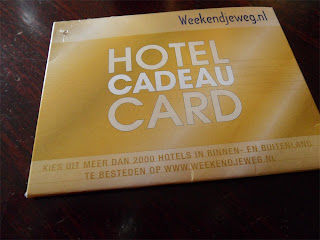 Weekendjeweg.nl
HOTEL
CADEAU
CARD
KIES UIT MEER DAN 2000 HOTELS IN BINNEN- EN BUITENLAND
TE BESTEDEN OP WWW.WEEKENDJEWEG.NL